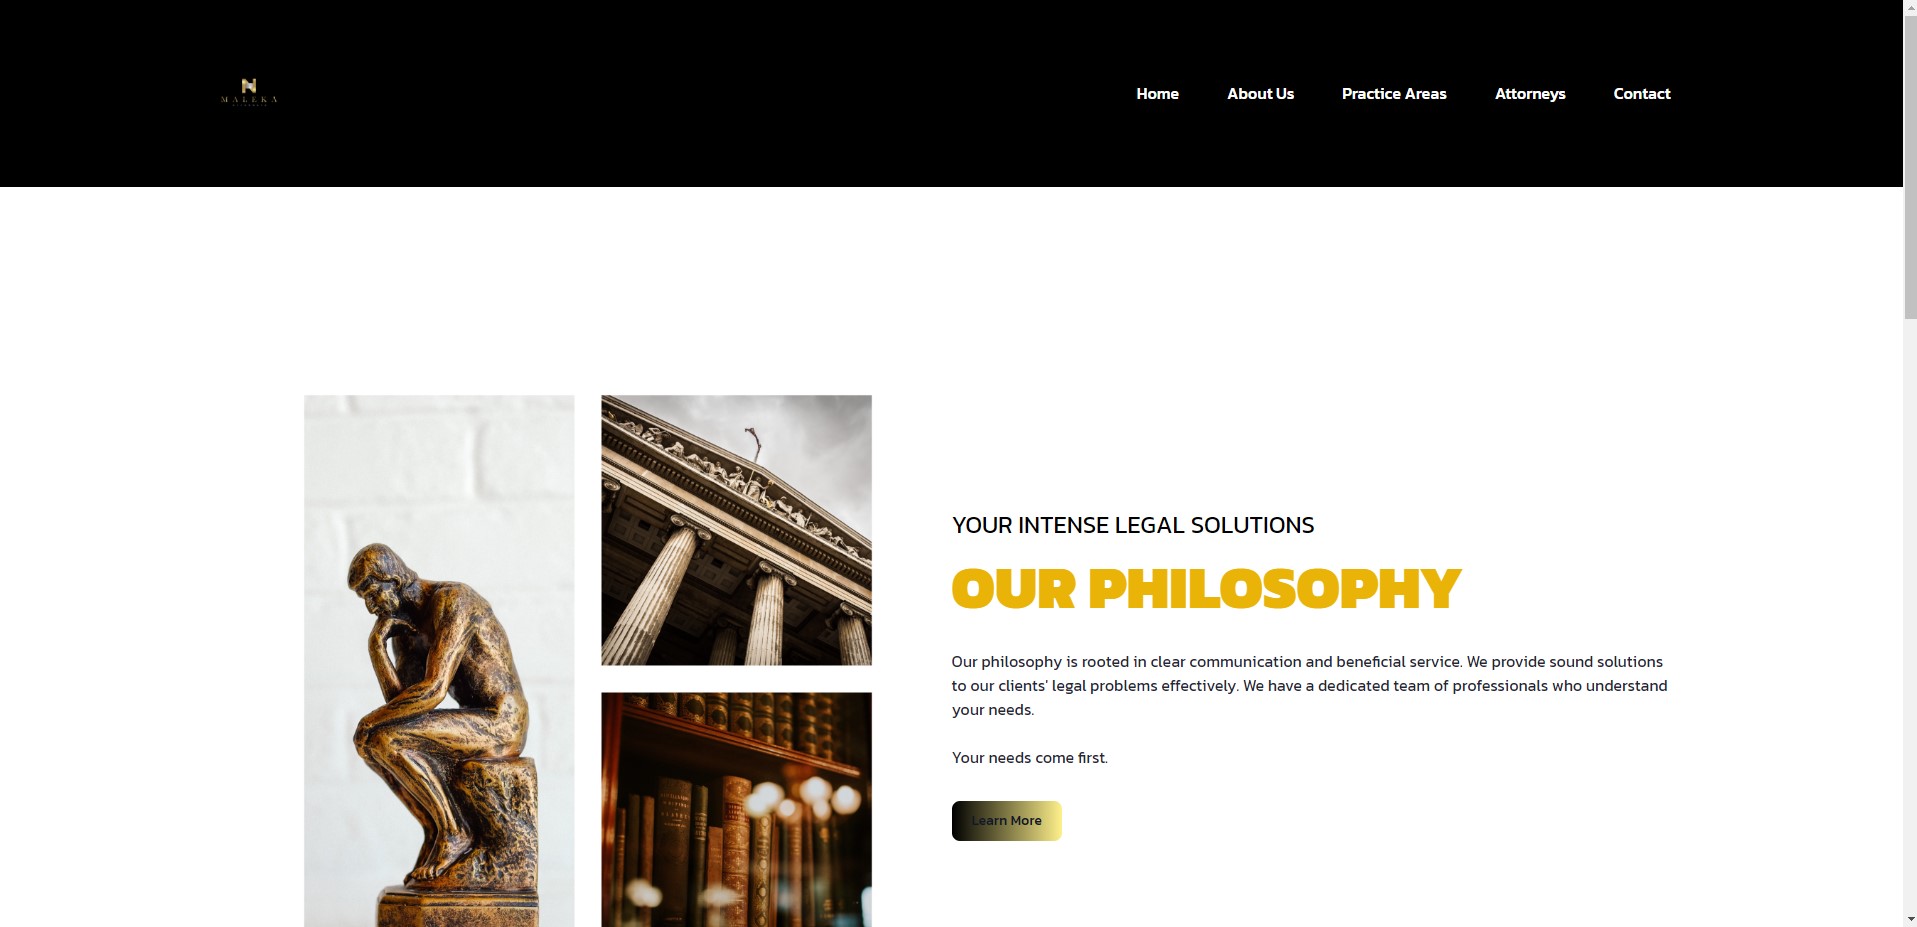 MALEKA
Home
About Us
Practice Areas
Attorneys
Contact
YOUR INTENSE LEGAL SOLUTIONS
OUR PHILOSOPHY
Our philosophy is rooted in clear communication and beneficial service. We provide sound solutions
to our clients' legal problems effectively. We have a dedicated team of professionals who understand
your needs.
Your needs come first.
Learn More